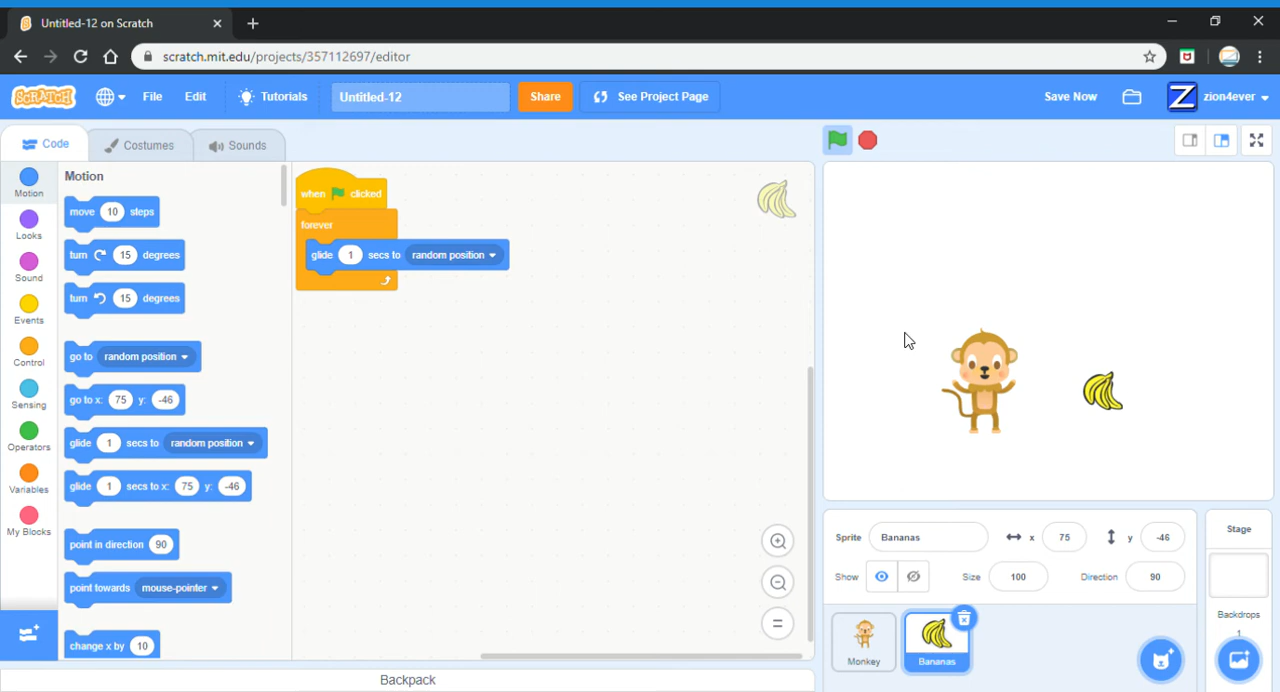 Untitled-12 on Scratch
scratch.mit.edu/projects/357112697/editor
SCRATCH File Edit Tutorials Untitled-12 Share See Project Page Save Now Z zion4ever
Code Costumes Sounds
Motion
Looks
Sound
Events
Control
Sensing
Operators
Variables
My Blocks
Motion
move 10 steps
turn 15 degrees
turn 15 degrees
go to random position
go to x: 75 y: -46
glide 1 secs to random position
glide 1 secs to x: 75 y: -46
point in direction 90
point towards mouse-pointer
change x by 10
when clicked
forever
glide 1 secs to random position
Backpack
Sprite Bananas x 75 y -46
Show Size 100 Direction 90
Monkey
Bananas
Stage
Backdrops
1